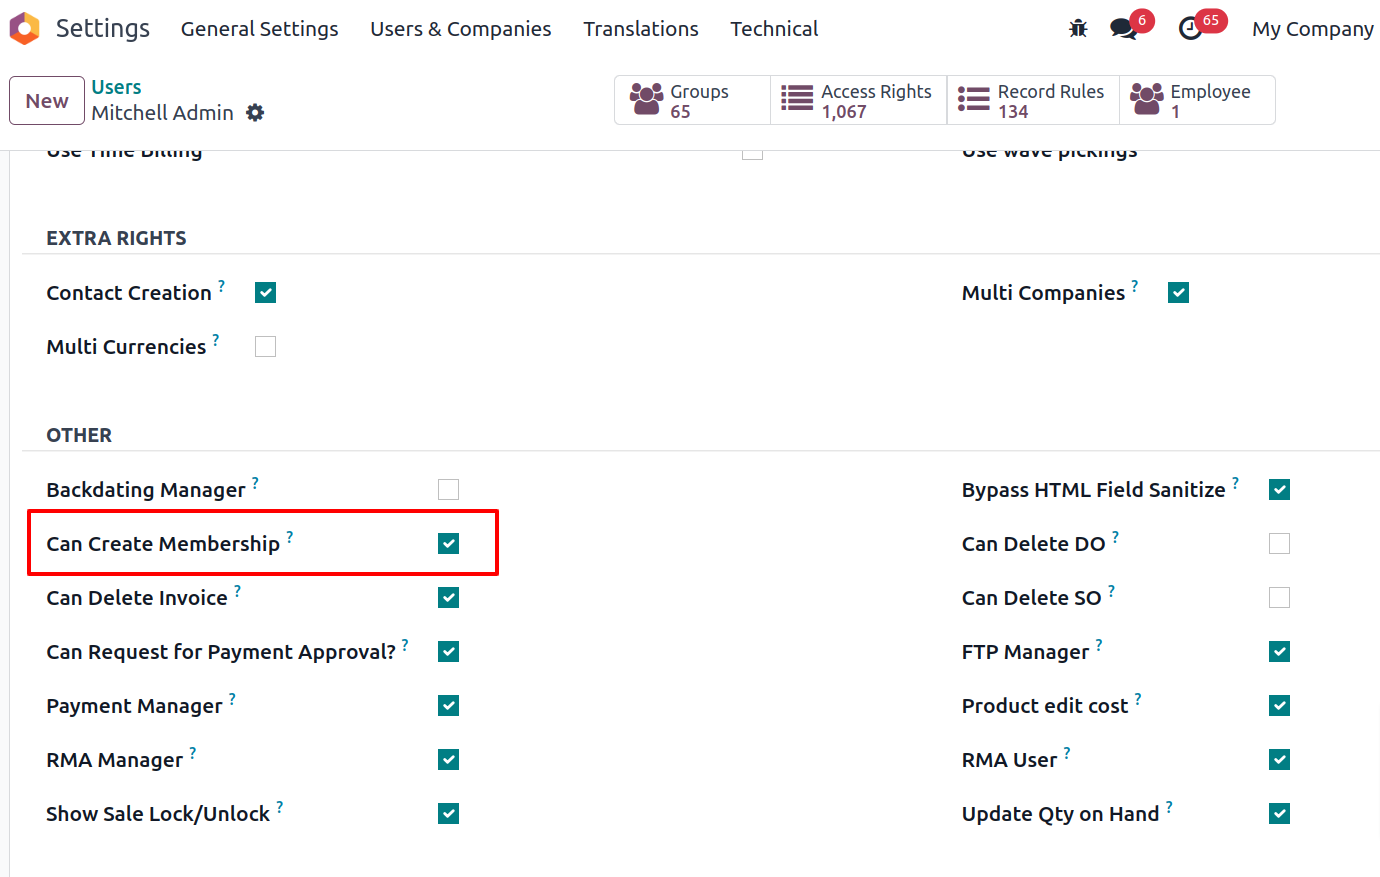 Settings General Settings Users & Companies Translations Technical 6 65 My Company
New Users Groups Access Rights Record Rules Employee
Mitchell Admin 65 1,067 134 1
Use Time Billing Use wave pickings
EXTRA RIGHTS
Contact Creation ? Multi Companies ?
Multi Currencies ?
OTHER
Backdating Manager ? Bypass HTML Field Sanitize ?
Can Create Membership ? Can Delete DO ?
Can Delete Invoice ? Can Delete SO ?
Can Request for Payment Approval? ? FTP Manager ?
Payment Manager ? Product edit cost ?
RMA Manager ? RMA User ?
Show Sale Lock/Unlock ? Update Qty on Hand ?